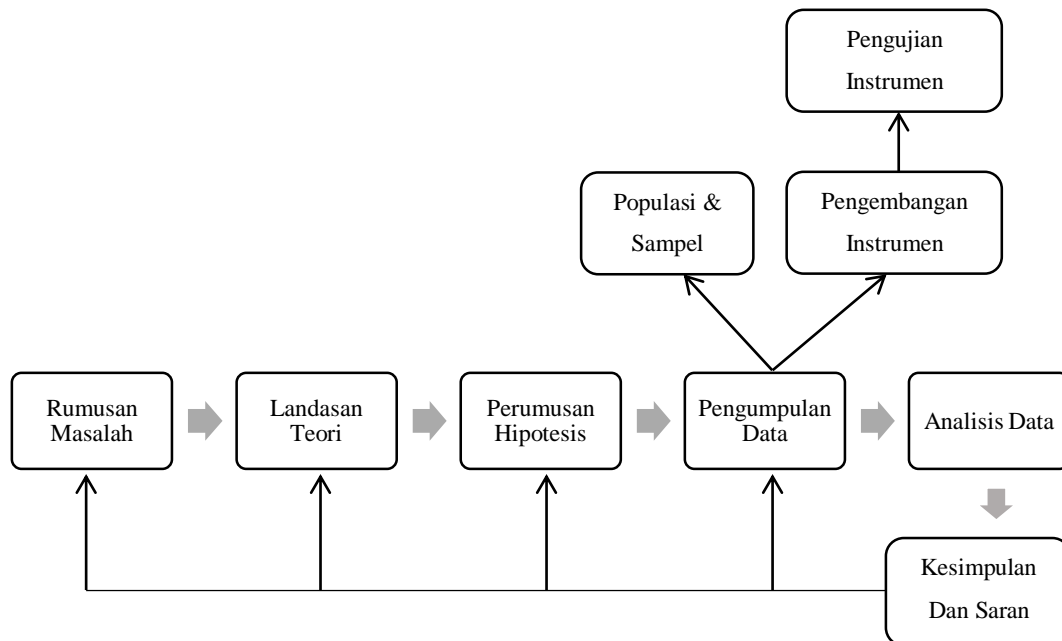 Pengujian
Instrumen
Populasi &
Sampel
Pengembangan
Instrumen
Rumusan
Masalah
Landasan
Teori
Perumusan
Hipotesis
Pengumpulan
Data
Analisis Data
Kesimpulan
Dan Saran